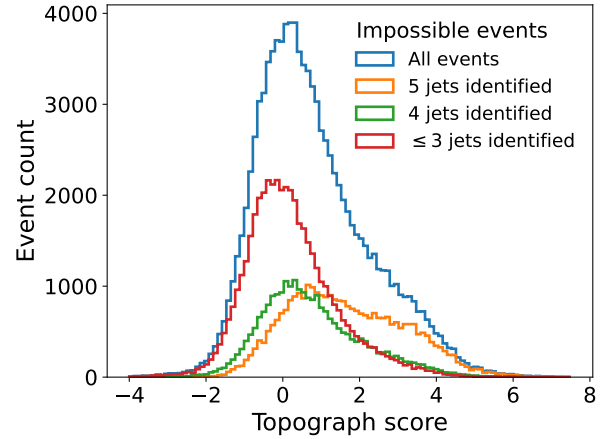 Impossible events
All events
5 jets identified
4 jets identified
≤ 3 jets identified
Event count
4000
3000
2000
1000
0
−4
−2
0
2
4
6
8
Topograph score